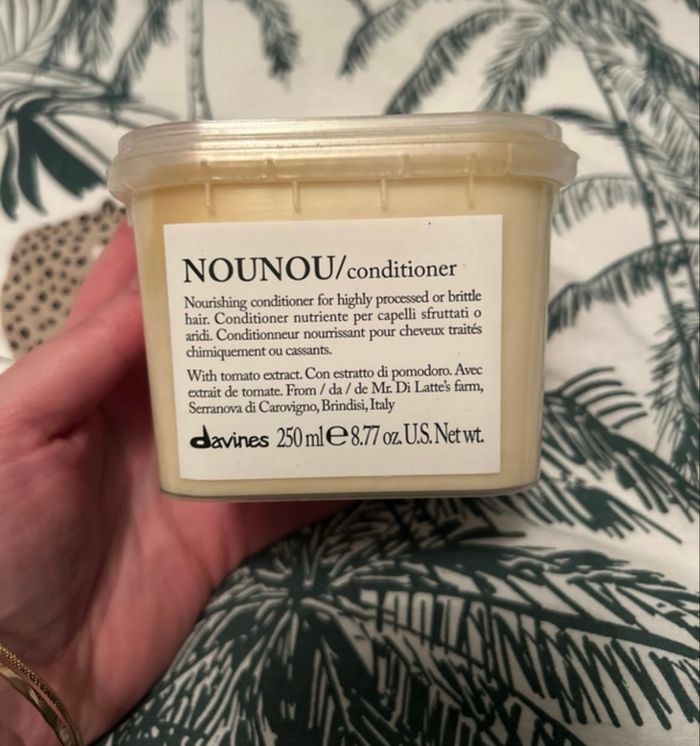 NOUNOU/conditioner
Nourishing conditioner for highly processed or brittle
hair. Conditioner nutriente per capelli sfruttati o
aridi. Conditionneur nourrissant pour cheveux traités
chimiquement ou cassants.
With tomato extract. Con estratto di pomodoro. Avec
extrait de tomate. From / da / de Mr. Di Latte's farm,
Serranova di Carovigno, Brindisi, Italy
davines 250 ml ℮ 8.77 oz. U.S. Net wt.